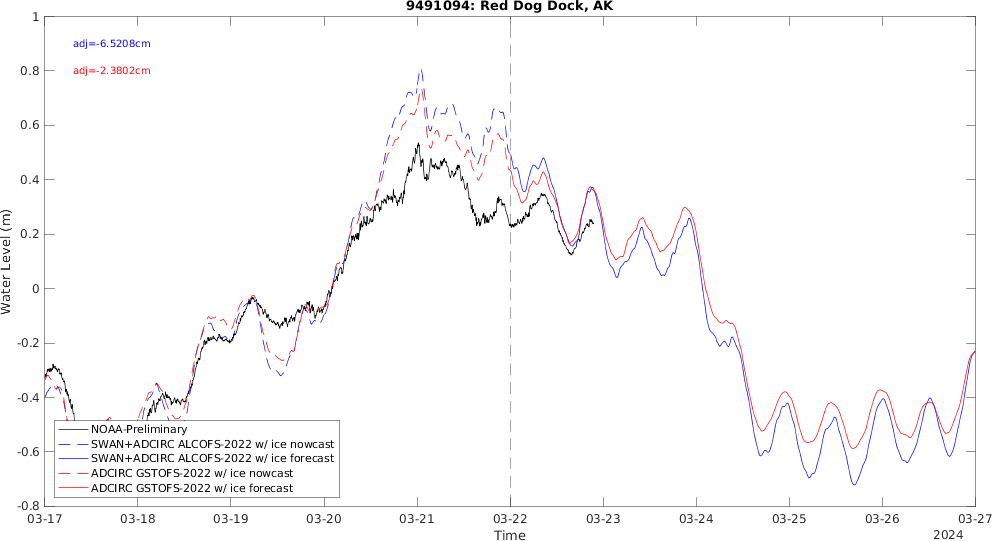 9491094: Red Dog Dock, AK
adj=-6.5208cm
adj=-2.3802cm
Water Level (m)
1
0.8
0.6
0.4
0.2
0
-0.2
-0.4
-0.6
-0.8
NOAA-Preliminary
SWAN+ADCIRC ALCOFS-2022 w/ ice nowcast
SWAN+ADCIRC ALCOFS-2022 w/ ice forecast
ADCIRC GSTOFS-2022 w/ ice nowcast
ADCIRC GSTOFS-2022 w/ ice forecast
03-17 03-18 03-19 03-20 03-21 03-22 03-23 03-24 03-25 03-26 03-27
Time
2024